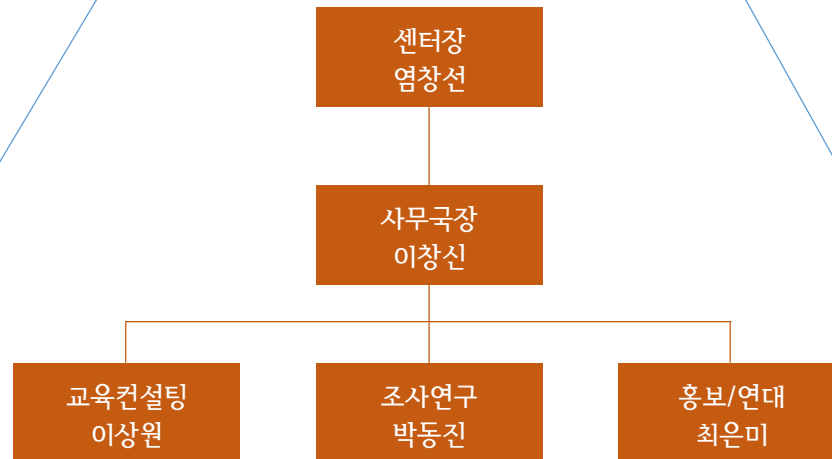 센터장
염창선
사무국장
이창신
교육컨설팅
이상원
조사연구
박동진
홍보/연대
최은미